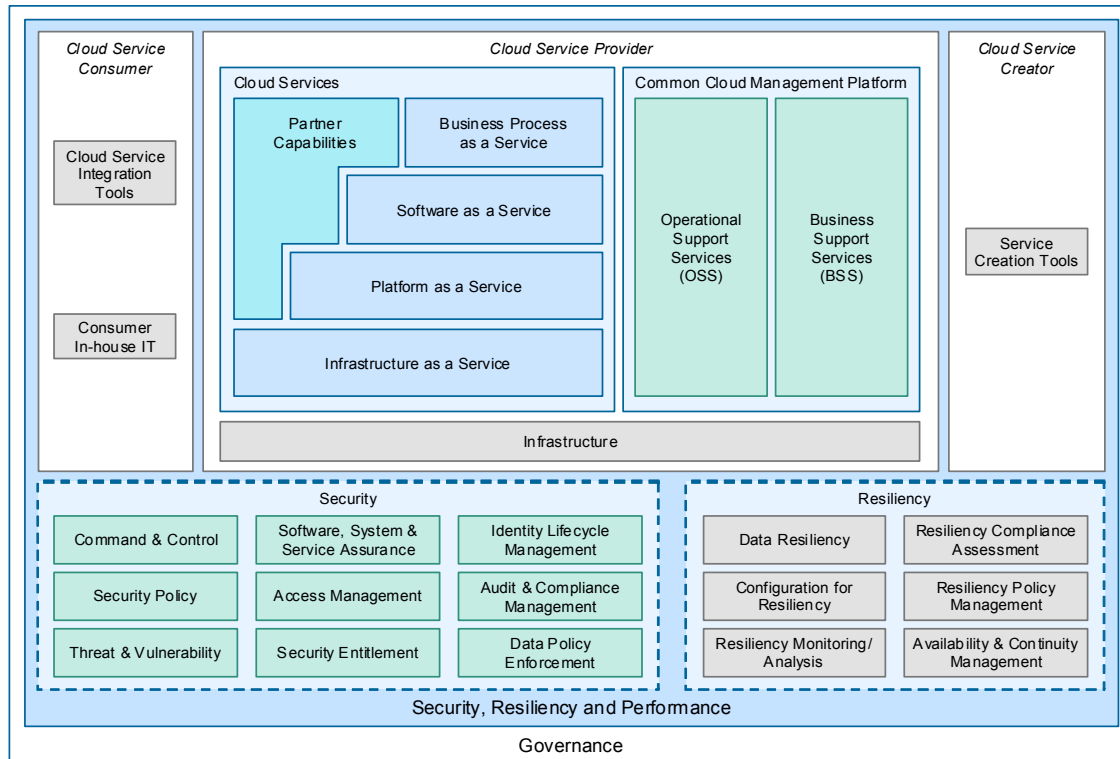 Cloud Service
Consumer
Cloud Service
Integration
Tools
Consumer
In-house IT
Cloud Service Provider
Cloud Services
Partner
Capabilities
Business Process
as a Service
Software as a Service
Platform as a Service
Infrastructure as a Service
Common Cloud Management Platform
Operational
Support
Services
(OSS)
Business
Support
Services
(BSS)
Infrastructure
Cloud Service
Creator
Service
Creation Tools
Security
Command & Control
Software, System &
Service Assurance
Identity Lifecycle
Management
Security Policy
Access Management
Audit & Compliance
Management
Threat & Vulnerability
Security Entitlement
Data Policy
Enforcement
Resiliency
Data Resiliency
Resiliency Compliance
Assessment
Configuration for
Resiliency
Resiliency Policy
Management
Resiliency Monitoring/
Analysis
Availability & Continuity
Management
Security, Resiliency and Performance
Governance